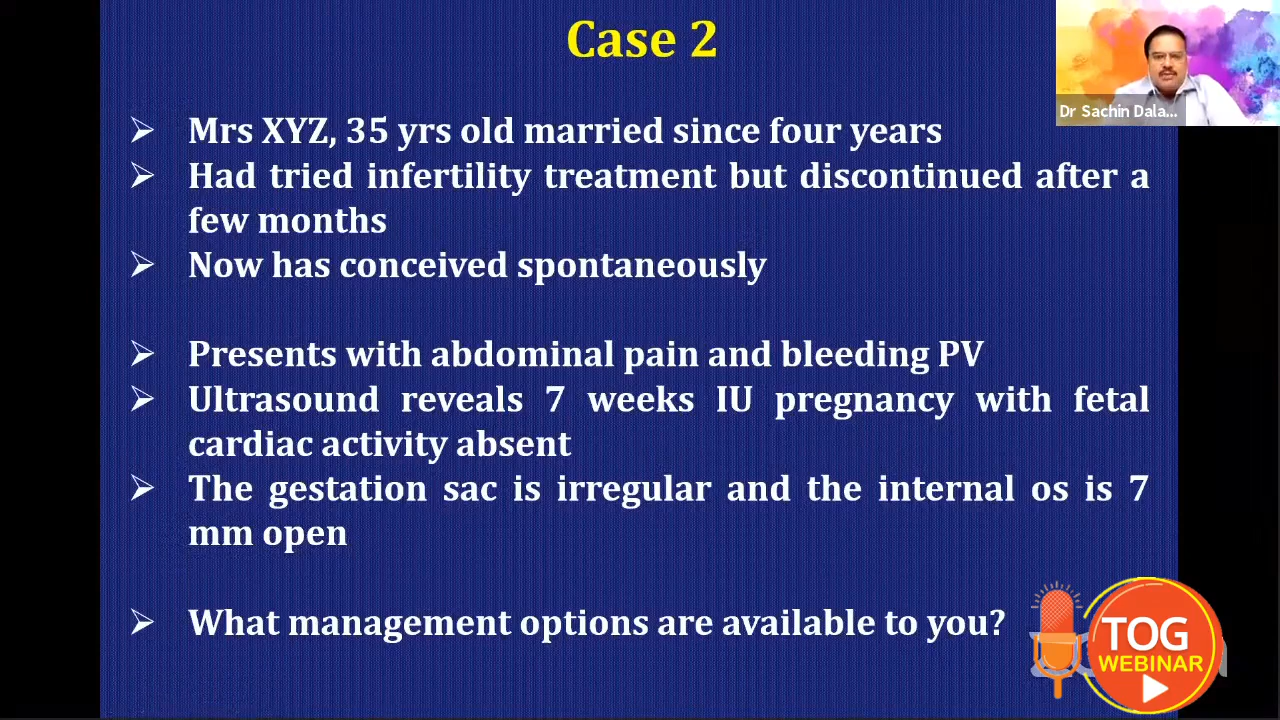 Case 2
Dr Sachin Dala...
Mrs XYZ, 35 yrs old married since four years
Had tried infertility treatment but discontinued after a
few months
Now has conceived spontaneously
Presents with abdominal pain and bleeding PV
Ultrasound reveals 7 weeks IU pregnancy with fetal
cardiac activity absent
The gestation sac is irregular and the internal os is 7
mm open
What management options are available to you?
TOG
WEBINAR